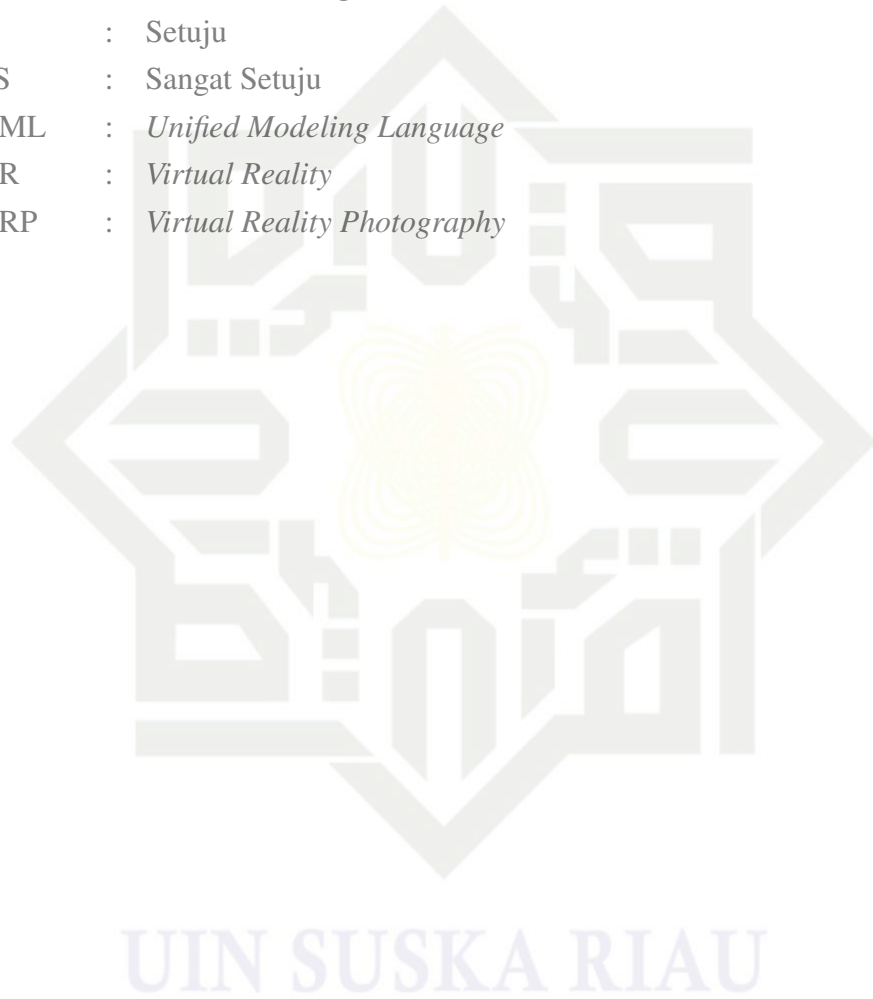 : Setuju
S : Sangat Setuju
ML : Unified Modeling Language
R : Virtual Reality
RP : Virtual Reality Photography
UIN SUSKA RIAU